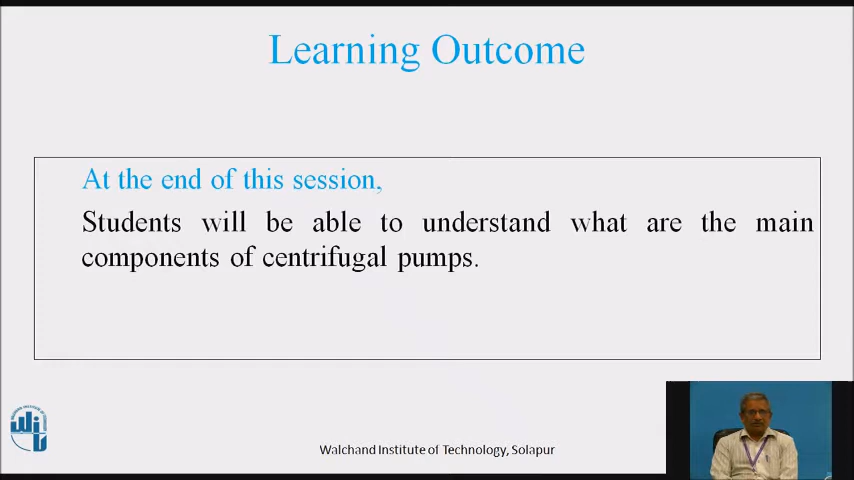 Learning Outcome
At the end of this session,
Students will be able to understand what are the main
components of centrifugal pumps.
Walchand Institute of Technology, Solapur